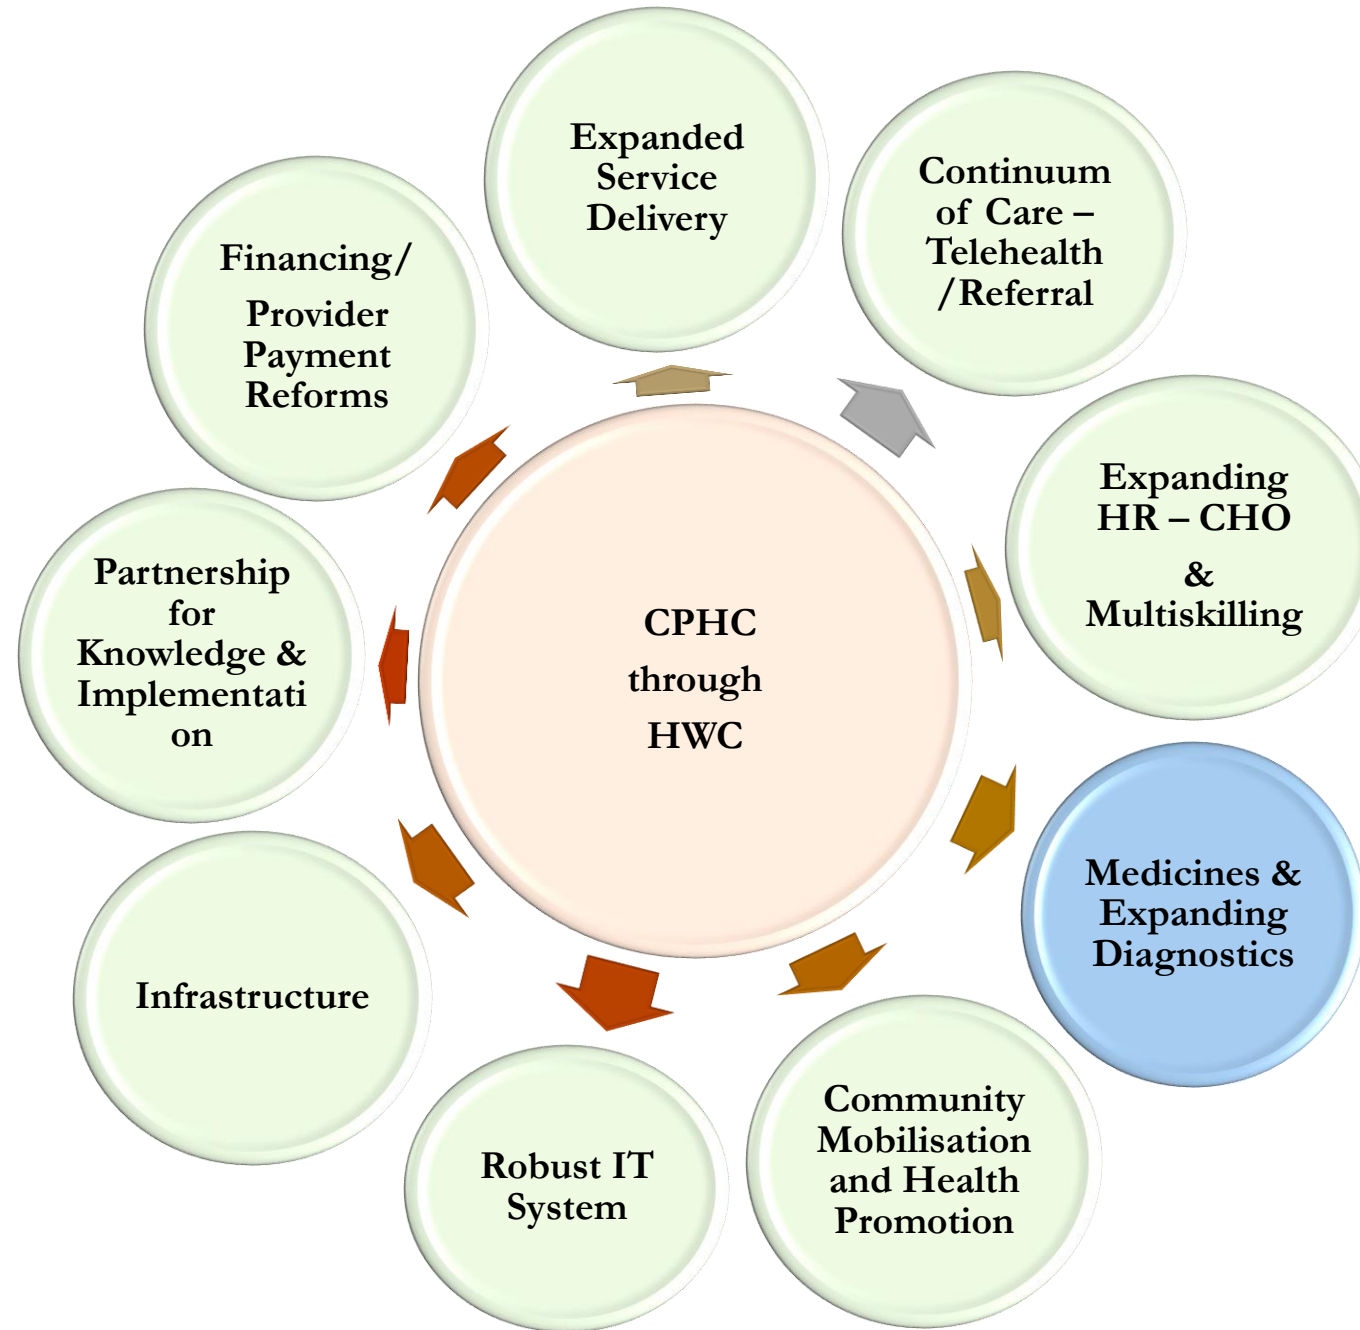 Expanded
Service
Delivery
Continuum
of Care –
Telehealth
/Referral
Expanding
HR – CHO
&
Multiskilling
Medicines &
Expanding
Diagnostics
Community
Mobilisation
and Health
Promotion
Robust IT
System
Infrastructure
Partnership
for
Knowledge &
Implementati
on
Financing/
Provider
Payment
Reforms
CPHC
through
HWC